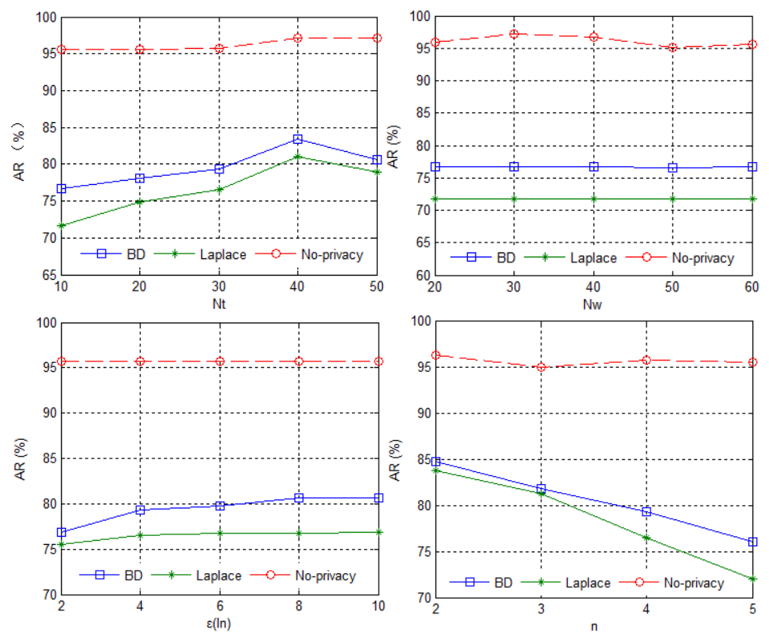 100
95
90
85
80
75
70
65
AR（%）
BD Laplace No-privacy
10 20 30 40 50
Nt
100
95
90
85
80
75
70
65
60
AR (%)
BD Laplace No-privacy
20 30 40 50 60
Nw
100
95
90
85
80
75
70
AR (%)
BD Laplace No-privacy
2 4 6 8 10
ε(ln)
100
95
90
85
80
75
70
AR (%)
BD Laplace No-privacy
2 3 4 5
n